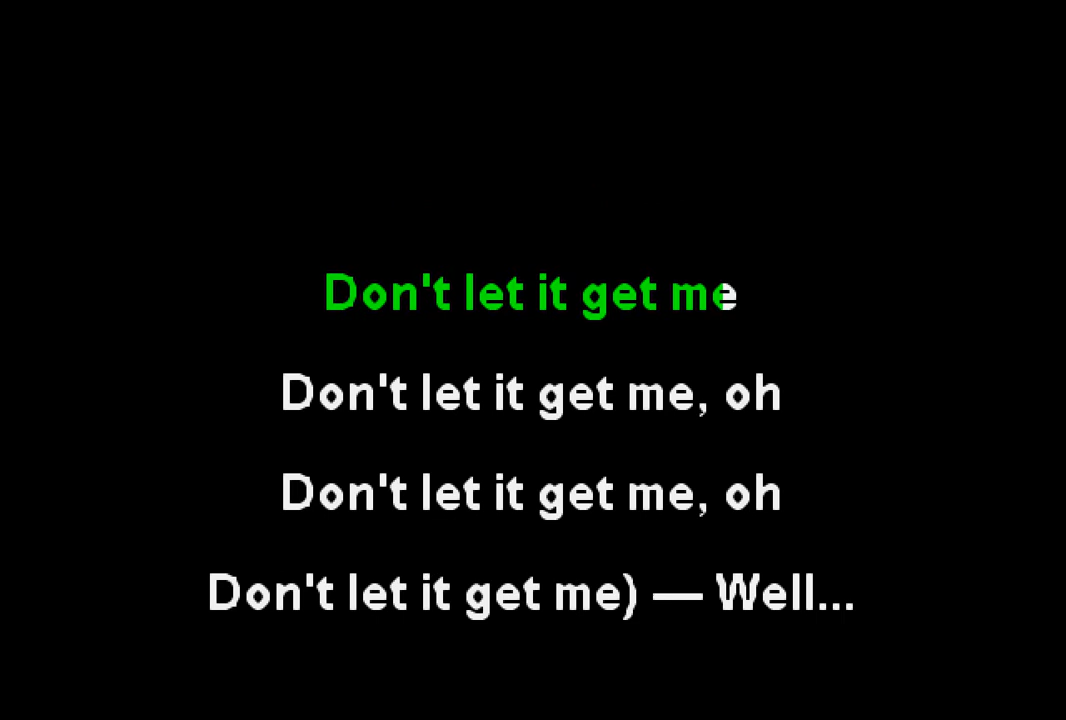 Don't let it get me
Don't let it get me, oh
Don't let it get me, oh
Don't let it get me) — Well...